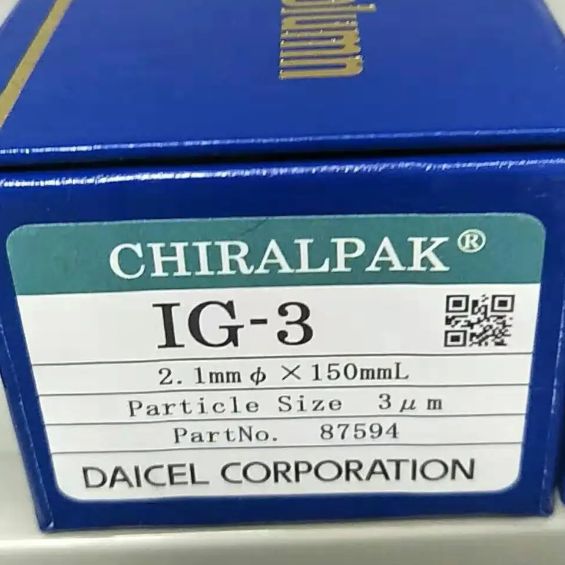 CHIRALPAK®
IG-3
2.1mmφ×150mmL
Particle Size 3μm
PartNo. 87594
DAICEL CORPORATION